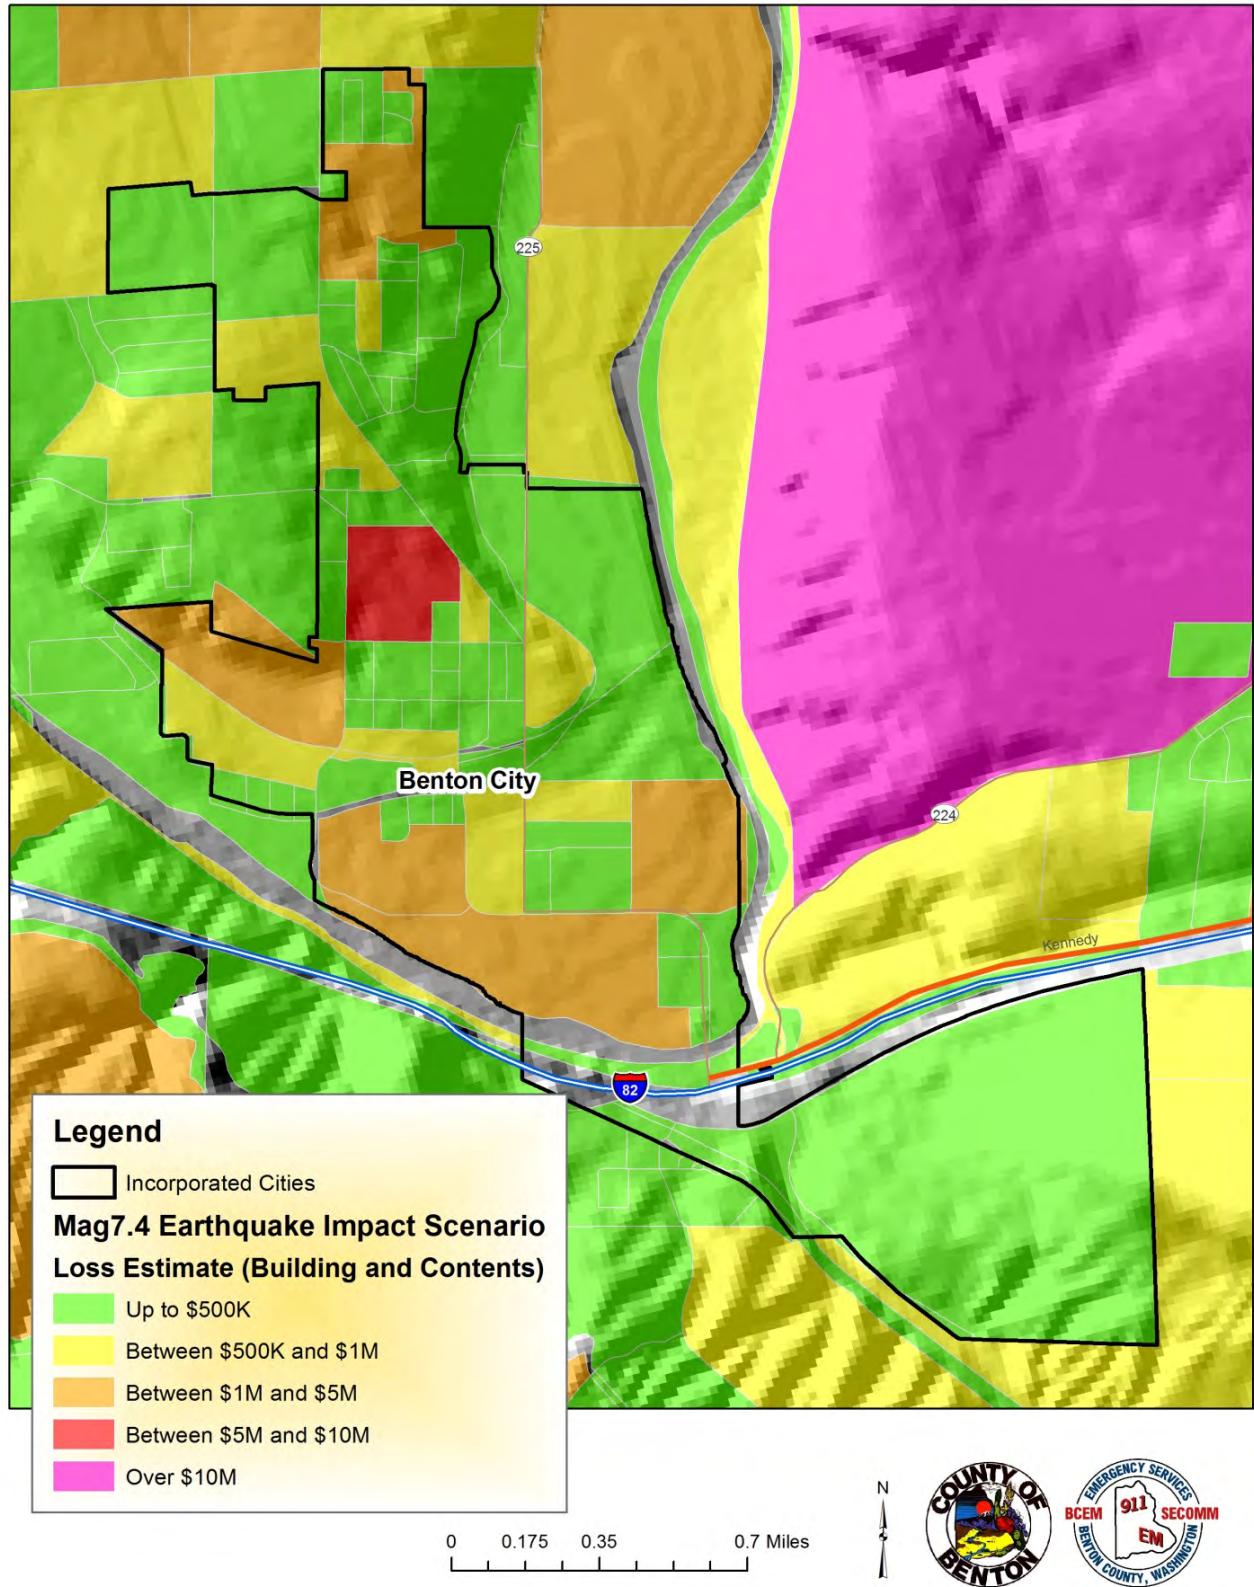 225
Benton City
224
Kennedy
82
Legend
Incorporated Cities
Mag7.4 Earthquake Impact Scenario
Loss Estimate (Building and Contents)
Up to $500K
Between $500K and $1M
Between $1M and $5M
Between $5M and $10M
Over $10M
0 0.175 0.35 0.7 Miles
N
COUNTY OF
BENTON
EMERGENCY SERVICES
BCEM 911 SECOMM
EM
BENTON COUNTY, WASHINGTON